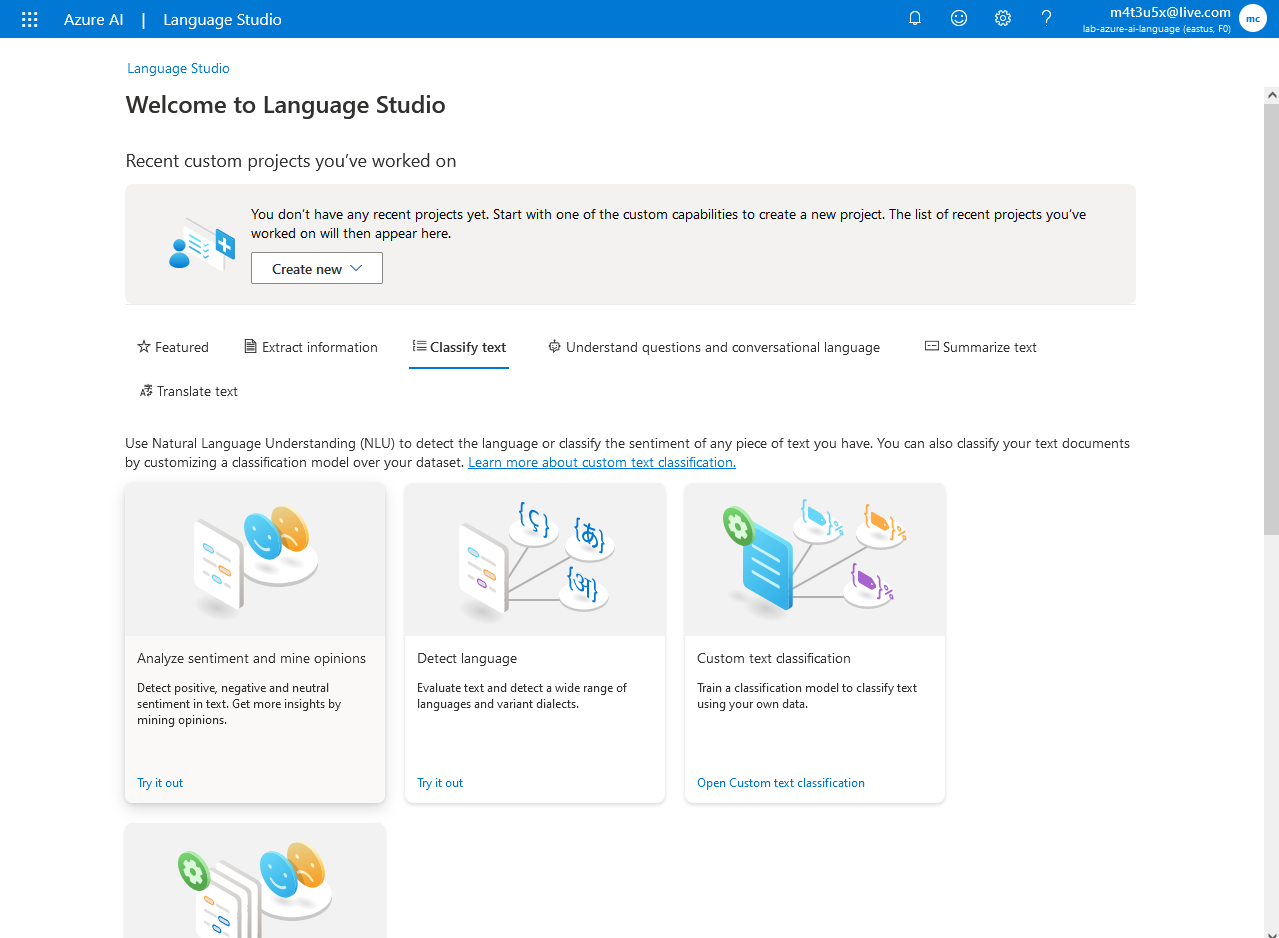 Azure AI | Language Studio
m4t3u5x@live.com
lab-azure-ai-language (eastus, F0)
mc
Language Studio
Welcome to Language Studio
Recent custom projects you’ve worked on
You don’t have any recent projects yet. Start with one of the custom capabilities to create a new project. The list of recent projects you’ve
worked on will then appear here.
Create new
Featured
Extract information
Classify text
Understand questions and conversational language
Summarize text
Translate text
Use Natural Language Understanding (NLU) to detect the language or classify the sentiment of any piece of text you have. You can also classify your text documents
by customizing a classification model over your dataset. Learn more about custom text classification.
{ç}
{あ}
{अ}
Analyze sentiment and mine opinions
Detect positive, negative and neutral
sentiment in text. Get more insights by
mining opinions.
Try it out
Detect language
Evaluate text and detect a wide range of
languages and variant dialects.
Try it out
Custom text classification
Train a classification model to classify text
using your own data.
Open Custom text classification